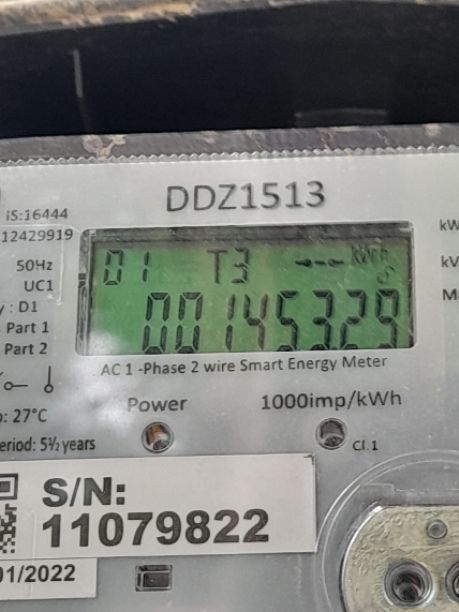 DDZ1513
iS:16444
12429919
50Hz
UC1
: D1
Part 1
Part 2
01 T3 kWh
00145329
AC 1 -Phase 2 wire Smart Energy Meter
: 27°C
Power 1000imp/kWh
eriod: 5½ years
Cl.1
S/N:
11079822
01/2022